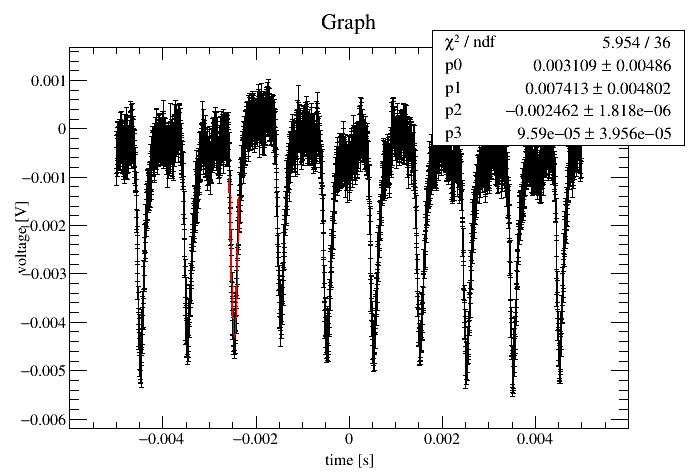 Graph
χ² / ndf 5.954 / 36
p0 0.003109 ± 0.00486
p1 0.007413 ± 0.004802
p2 −0.002462 ± 1.818e−06
p3 9.59e−05 ± 3.956e−05
0.001
0
−0.001
−0.002
−0.003
−0.004
−0.005
−0.006
voltage [V]
−0.004 −0.002 0 0.002 0.004
time [s]